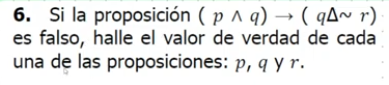 6. Si la proposición ( p ∧ q) → ( qΔ~ r)
es falso, halle el valor de verdad de cada
una de las proposiciones: p, q y r.